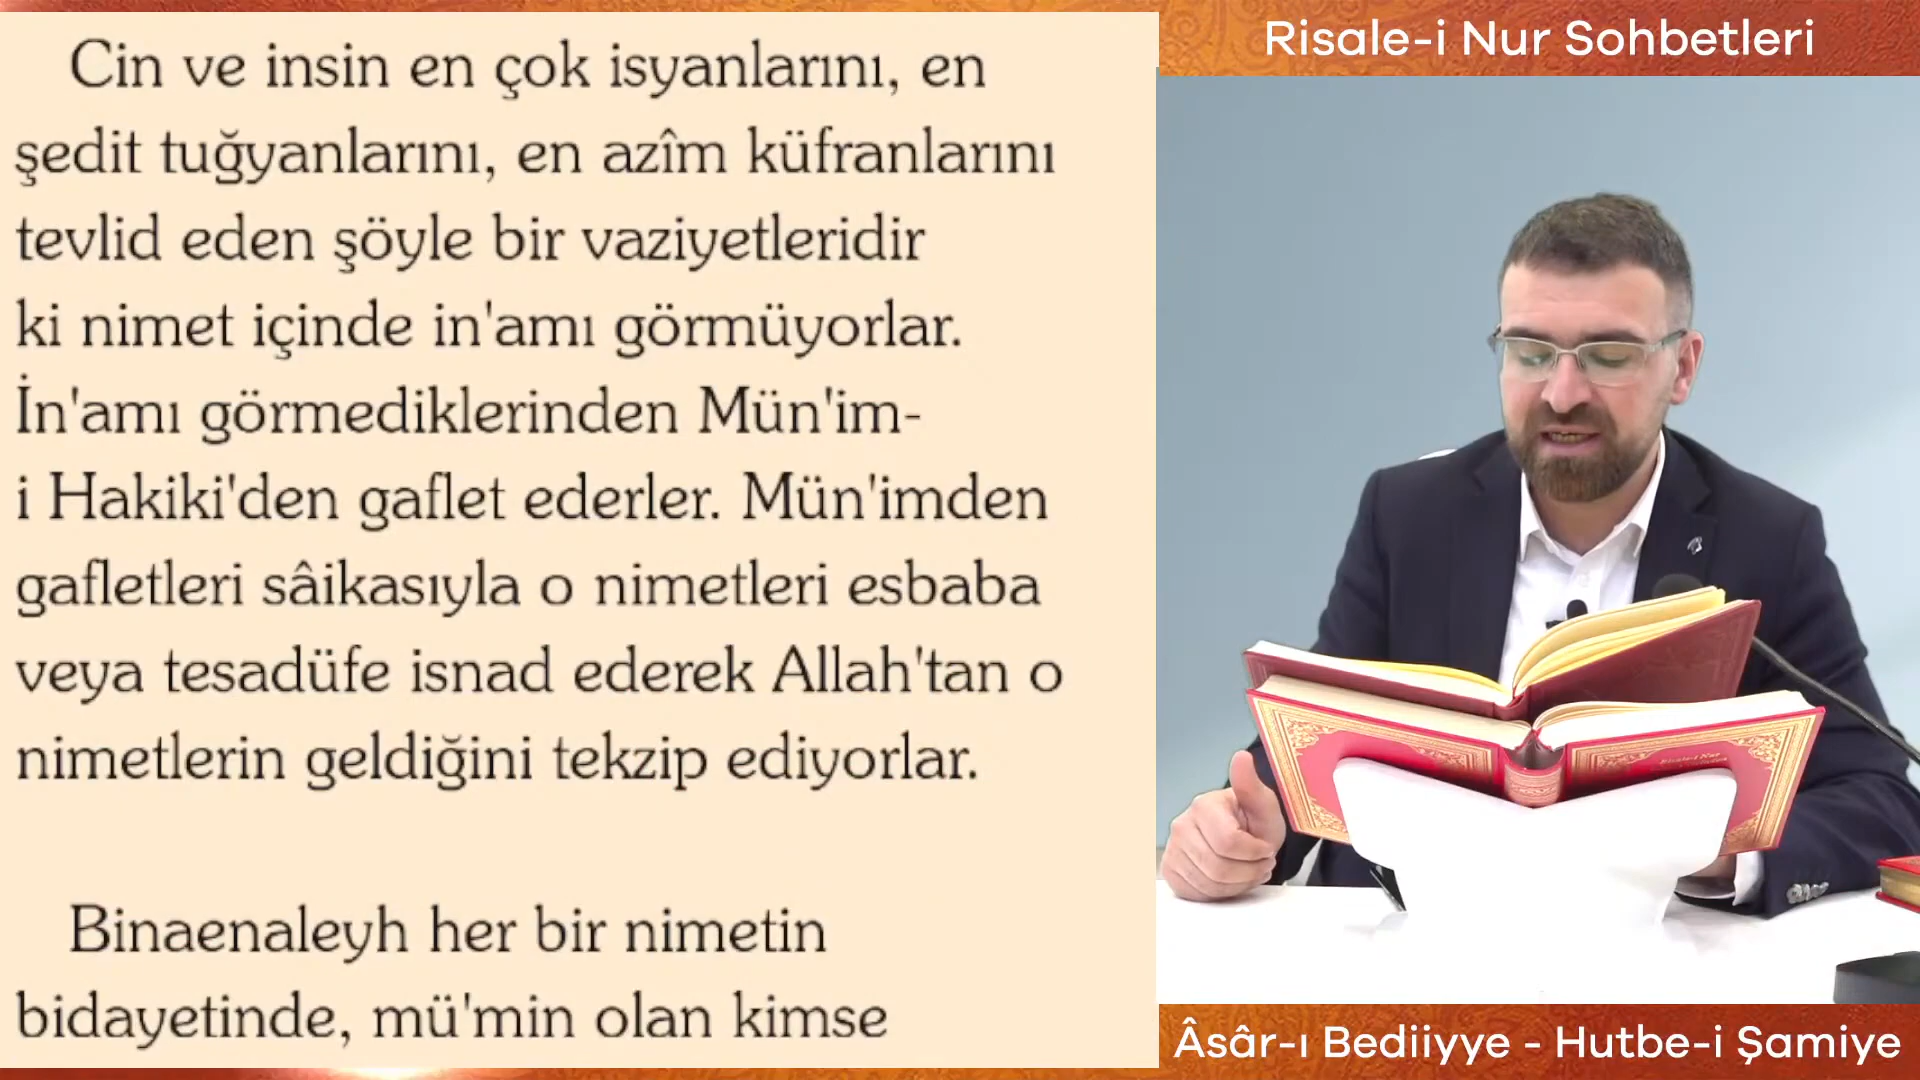 Cin ve insin en çok isyanlarını, en
şedit tuğyanlarını, en azîm küfranlarını
tevlid eden şöyle bir vaziyetleridir
ki nimet içinde in'amı görmüyorlar.
İn'amı görmediklerinden Mün'im-
i Hakiki'den gaflet ederler. Mün'imden
gafletleri sâikasıyla o nimetleri esbaba
veya tesadüfe isnad ederek Allah'tan o
nimetlerin geldiğini tekzip ediyorlar.
Binaenaleyh her bir nimetin
bidayetinde, mü'min olan kimse
Risale-i Nur Sohbetleri
Âsâr-ı Bediiyye - Hutbe-i Şamiye